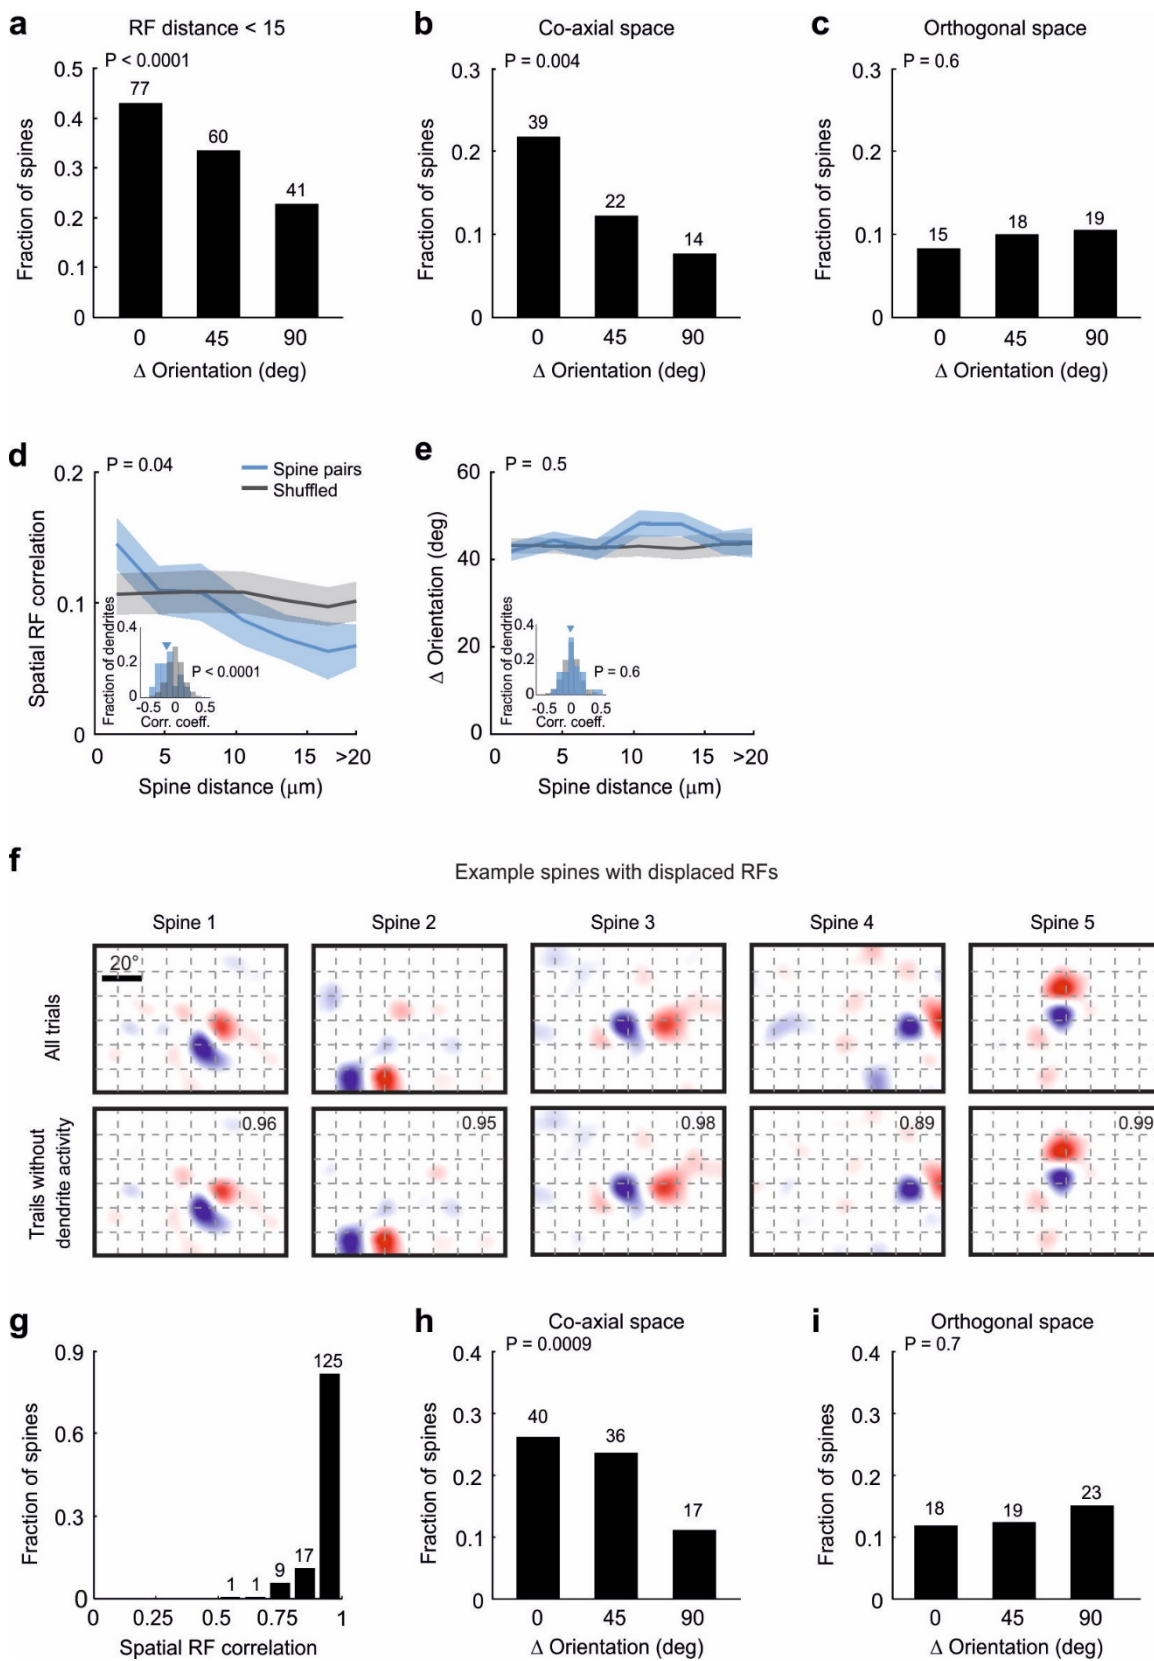 a
RF distance < 15
P < 0.0001
Fraction of spines
0.5
0.4
0.3
0.2
0.1
0
77
60
41
0 45 90
Δ Orientation (deg)
b
Co-axial space
P = 0.004
Fraction of spines
0.3
0.2
0.1
0
39
22
14
0 45 90
Δ Orientation (deg)
c
Orthogonal space
P = 0.6
Fraction of spines
0.3
0.2
0.1
0
15
18
19
0 45 90
Δ Orientation (deg)
d
P = 0.04
Spine pairs
Shuffled
Spatial RF correlation
0.2
0.1
0
Fraction of dendrites
0.4
0.2
0
P < 0.0001
-0.5 0 0.5
Corr. coeff.
0 5 10 15 >20
Spine distance (μm)
e
P = 0.5
Δ Orientation (deg)
60
40
20
0
Fraction of dendrites
0.4
0.2
0
P = 0.6
-0.5 0 0.5
Corr. coeff.
0 5 10 15 >20
Spine distance (μm)
f
Example spines with displaced RFs
Spine 1 Spine 2 Spine 3 Spine 4 Spine 5
All trials
20°
Trails without
dendrite activity
0.96 0.95 0.98 0.89 0.99
g
Fraction of spines
0.9
0.6
0.3
0
1 1 9 17 125
0 0.25 0.5 0.75 1
Spatial RF correlation
h
Co-axial space
P = 0.0009
Fraction of spines
0.4
0.3
0.2
0.1
0
40
36
17
0 45 90
Δ Orientation (deg)
i
Orthogonal space
P = 0.7
Fraction of spines
0.4
0.3
0.2
0.1
0
18
19
23
0 45 90
Δ Orientation (deg)